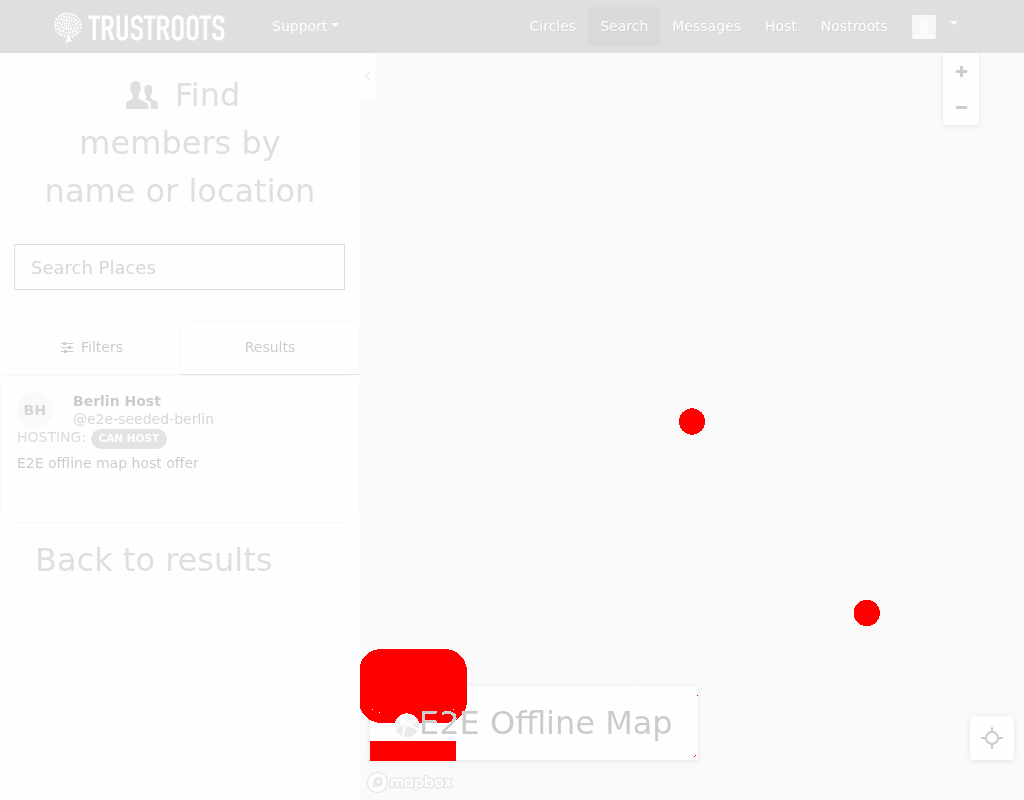 TRUSTROOTS
Support
Circles
Search
Messages
Host
Nostroots
Find
members by
name or location
Search Places
Filters
Results
BH
Berlin Host
@e2e-seeded-berlin
HOSTING: CAN HOST
E2E offline map host offer
Back to results
E2E Offline Map
mapbox